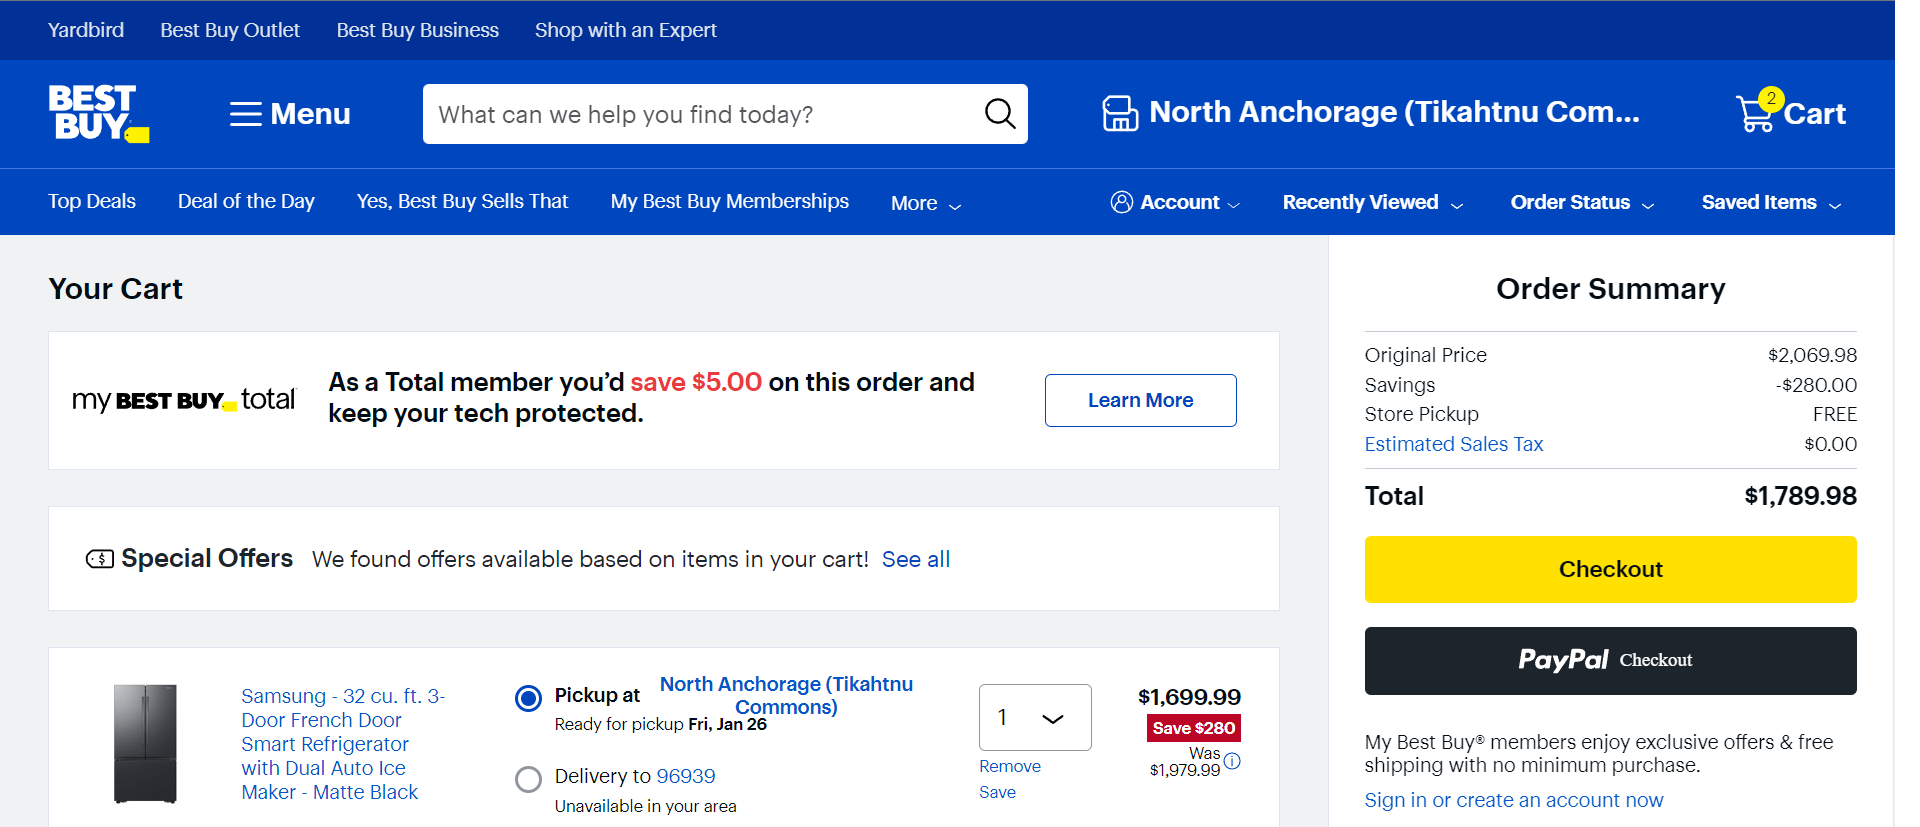 Yardbird Best Buy Outlet Best Buy Business Shop with an Expert
BEST
BUY
Menu
What can we help you find today?
North Anchorage (Tikahtnu Com...
2
Cart
Top Deals Deal of the Day Yes, Best Buy Sells That My Best Buy Memberships More
Account Recently Viewed Order Status Saved Items
Your Cart
my BEST BUY total
As a Total member you'd save $5.00 on this order and
keep your tech protected.
Learn More
Special Offers We found offers available based on items in your cart! See all
Samsung - 32 cu. ft. 3-
Door French Door
Smart Refrigerator
with Dual Auto Ice
Maker - Matte Black
Pickup at North Anchorage (Tikahtnu
Commons)
Ready for pickup Fri, Jan 26
Delivery to 96939
Unavailable in your area
1
Remove
Save
$1,699.99
Save $280
Was
$1,979.99
Order Summary
Original Price $2,069.98
Savings -$280.00
Store Pickup FREE
Estimated Sales Tax $0.00
Total $1,789.98
Checkout
PayPal Checkout
My Best Buy® members enjoy exclusive offers & free
shipping with no minimum purchase.
Sign in or create an account now